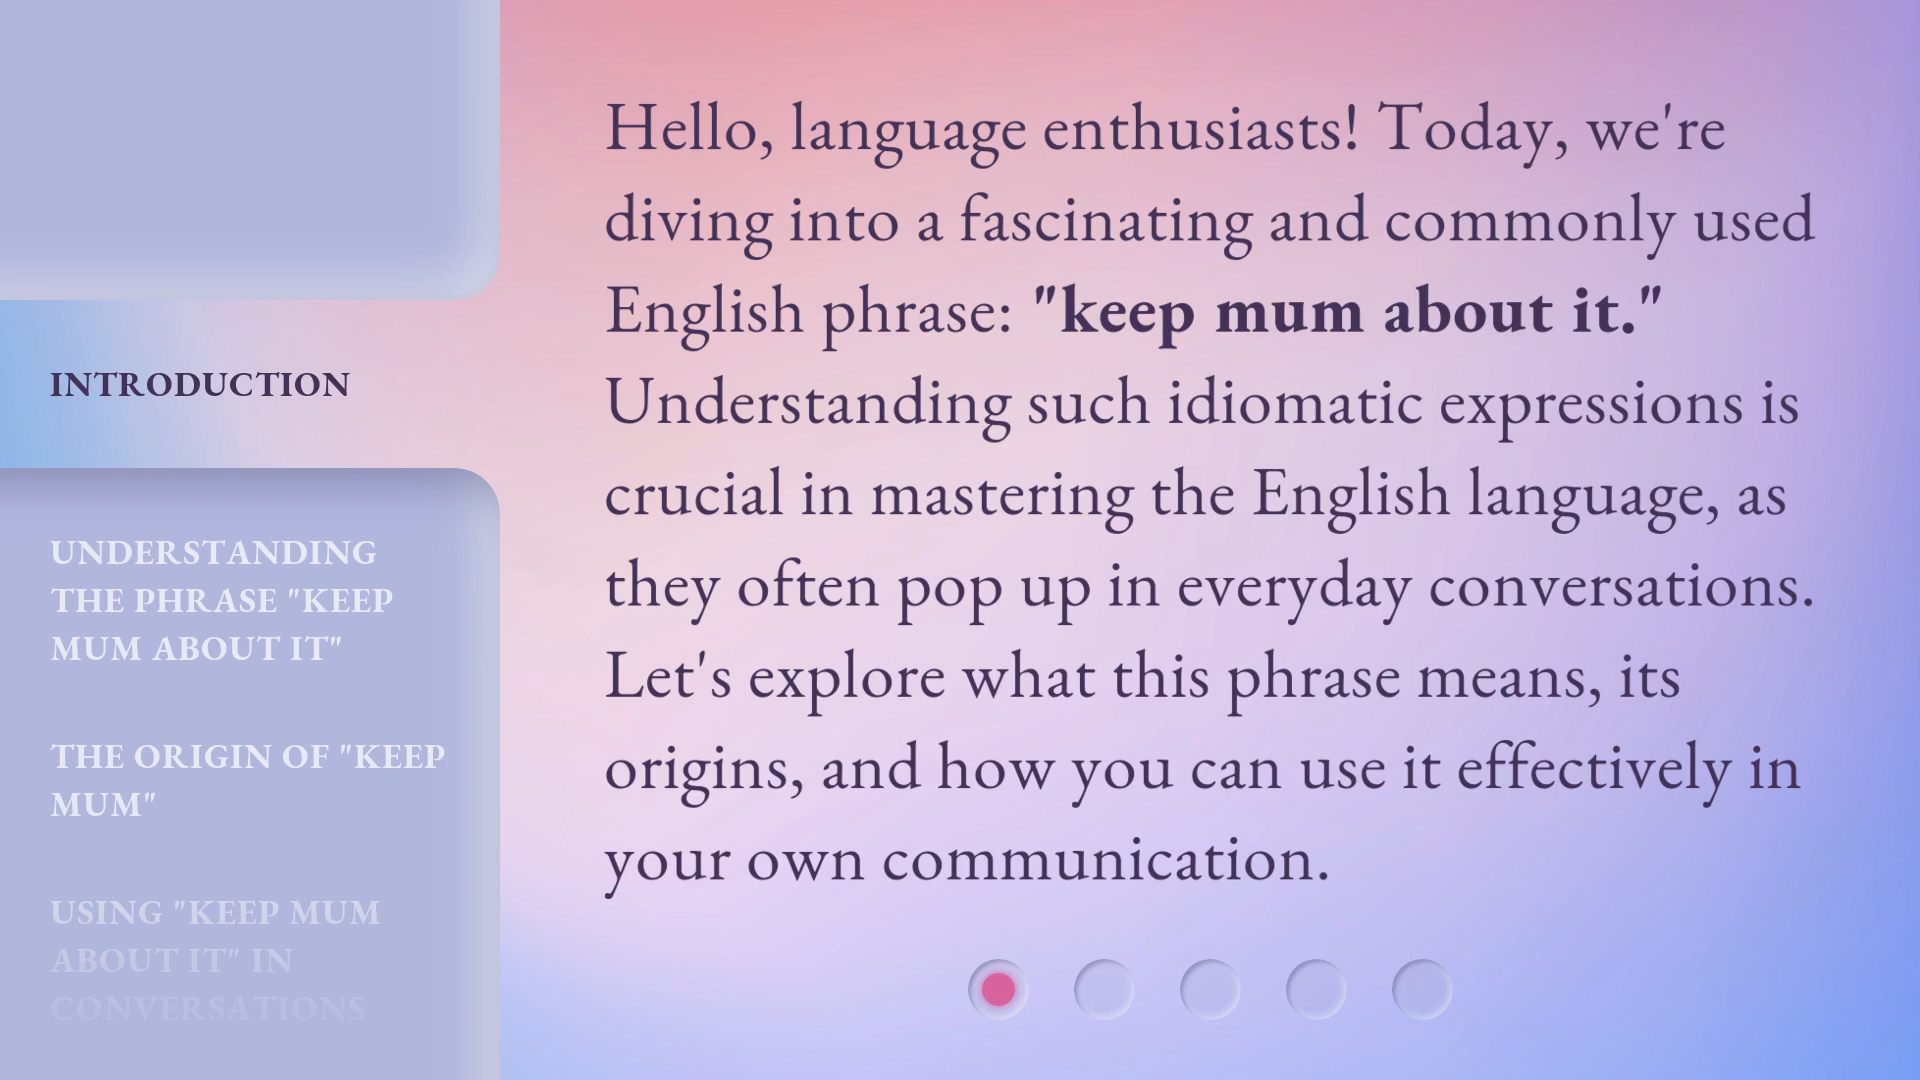 INTRODUCTION
UNDERSTANDING
THE PHRASE "KEEP
MUM ABOUT IT"
THE ORIGIN OF "KEEP
MUM"
USING "KEEP MUM
ABOUT IT" IN
CONVERSATIONS
Hello, language enthusiasts! Today, we're
diving into a fascinating and commonly used
English phrase: "keep mum about it."
Understanding such idiomatic expressions is
crucial in mastering the English language, as
they often pop up in everyday conversations.
Let's explore what this phrase means, its
origins, and how you can use it effectively in
your own communication.